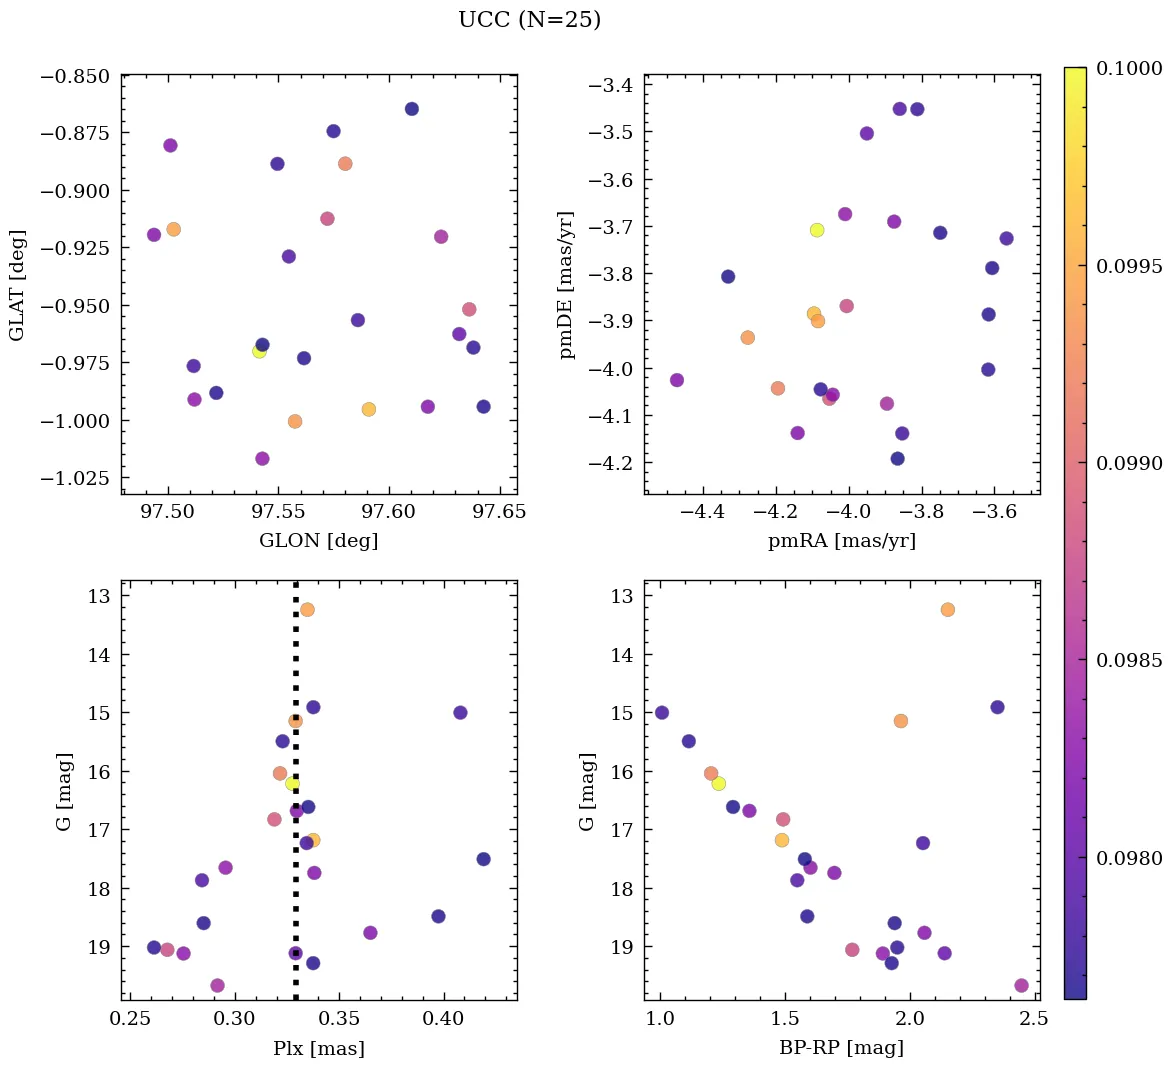 UCC (N=25)
−0.850
−0.875
−0.900
−0.925
−0.950
−0.975
−1.000
−1.025
GLAT [deg]
97.50 97.55 97.60 97.65
GLON [deg]
−3.4
−3.5
−3.6
−3.7
−3.8
−3.9
−4.0
−4.1
−4.2
pmDE [mas/yr]
−4.4 −4.2 −4.0 −3.8 −3.6
pmRA [mas/yr]
13
14
15
16
17
18
19
G [mag]
0.25 0.30 0.35 0.40
Plx [mas]
13
14
15
16
17
18
19
G [mag]
1.0 1.5 2.0 2.5
BP-RP [mag]
0.1000
0.0995
0.0990
0.0985
0.0980